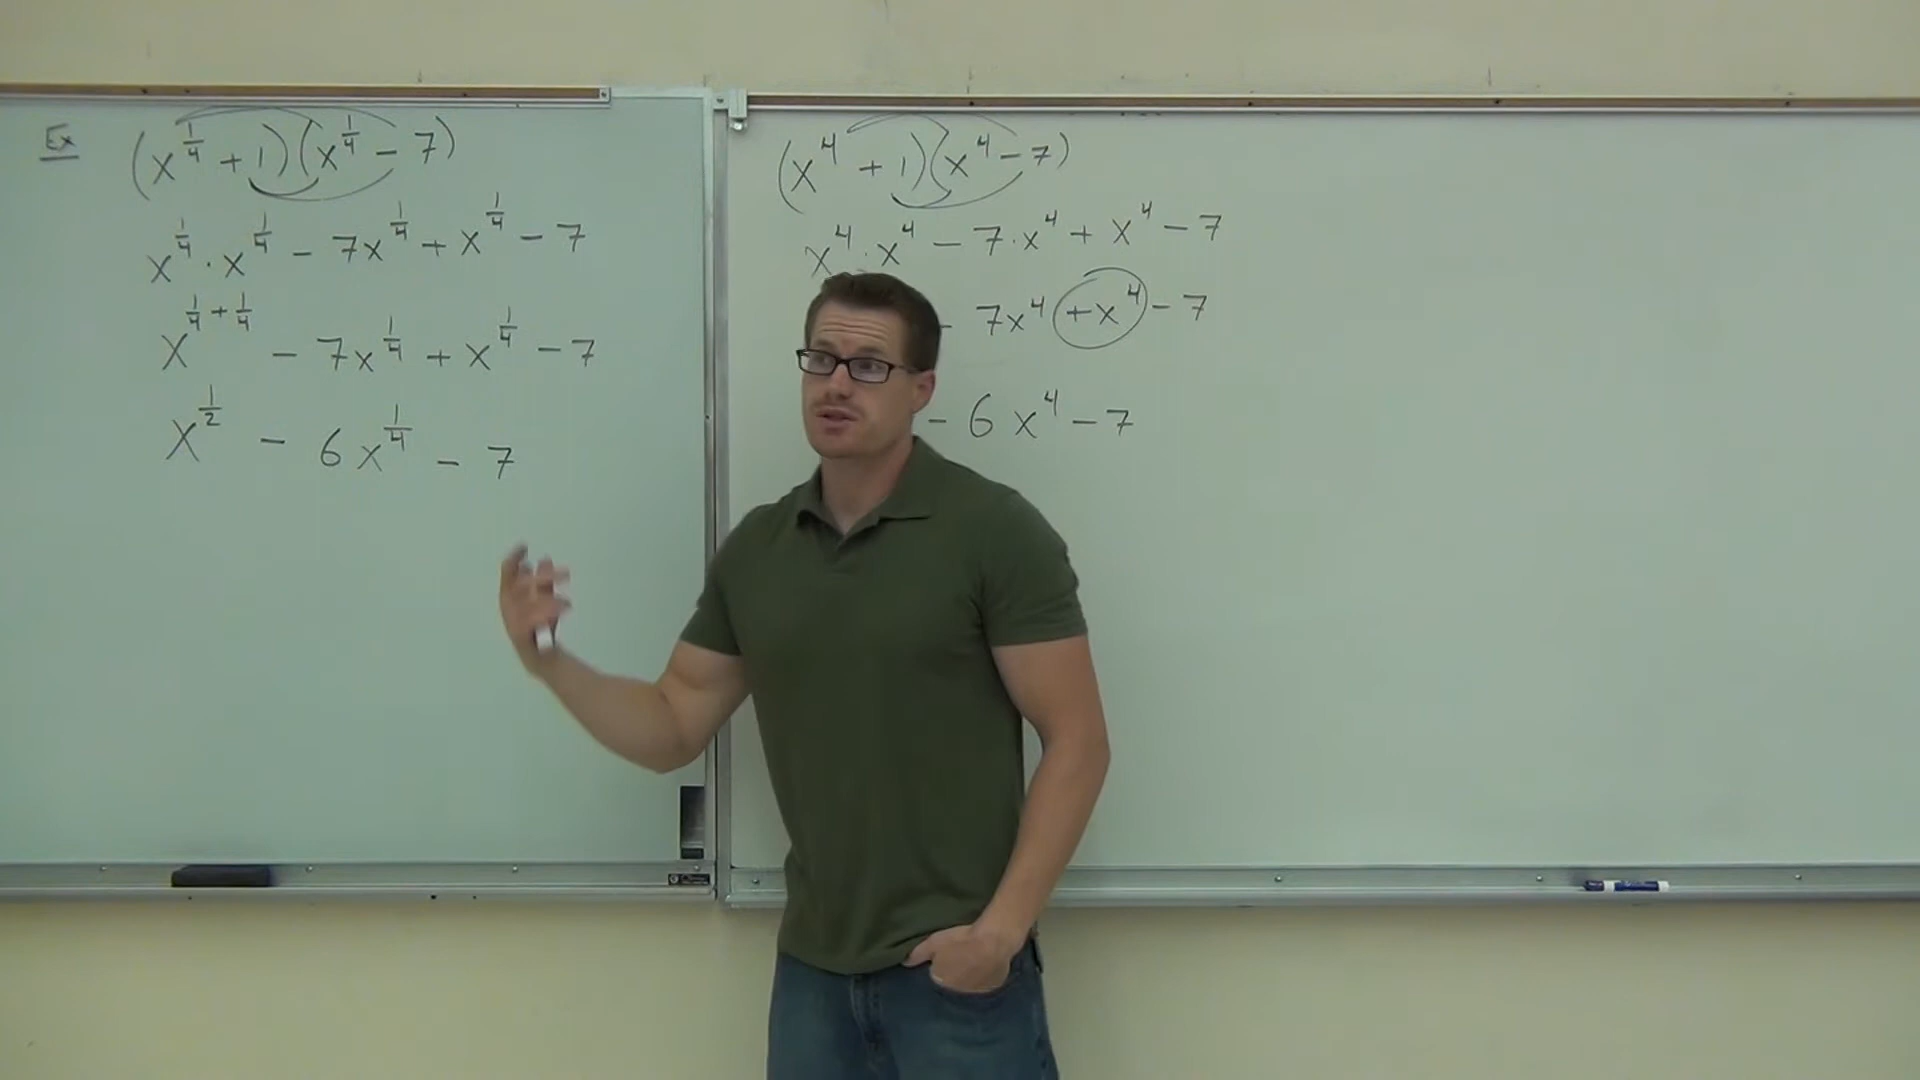 Ex (x^{1/4} + 1)(x^{1/4} - 7)
x^{1/4} · x^{1/4} - 7x^{1/4} + x^{1/4} - 7
x^{1/4 + 1/4} - 7x^{1/4} + x^{1/4} - 7
x^{1/2} - 6x^{1/4} - 7
(x^4 + 1)(x^4 - 7)
x^4 · x^4 - 7·x^4 + x^4 - 7
- 7x^4 + x^4 - 7
- 6x^4 - 7